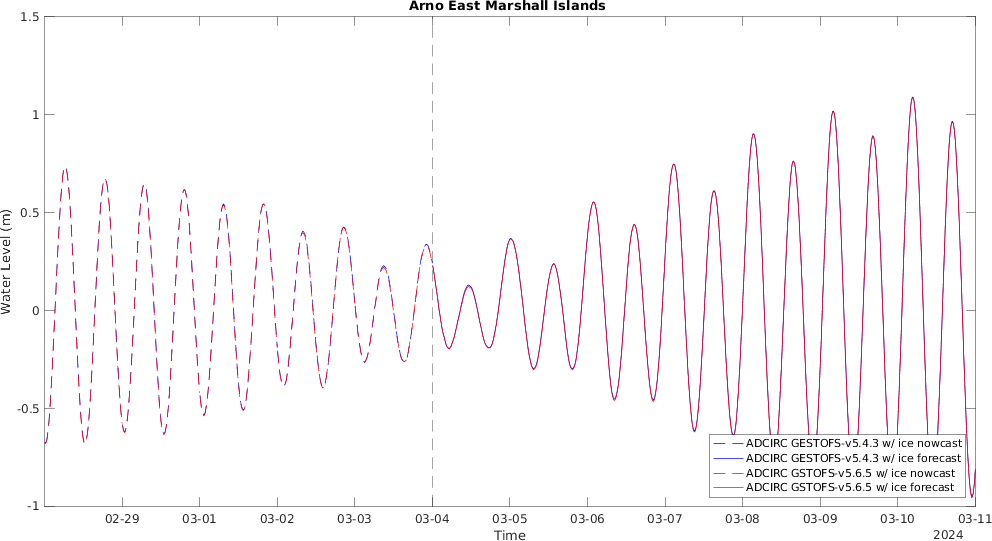 Arno East Marshall Islands
1.5
1
0.5
0
-0.5
-1
Water Level (m)
ADCIRC GESTOFS-v5.4.3 w/ ice nowcast
ADCIRC GESTOFS-v5.4.3 w/ ice forecast
ADCIRC GSTOFS-v5.6.5 w/ ice nowcast
ADCIRC GSTOFS-v5.6.5 w/ ice forecast
02-29 03-01 03-02 03-03 03-04 03-05 03-06 03-07 03-08 03-09 03-10 03-11
Time
2024